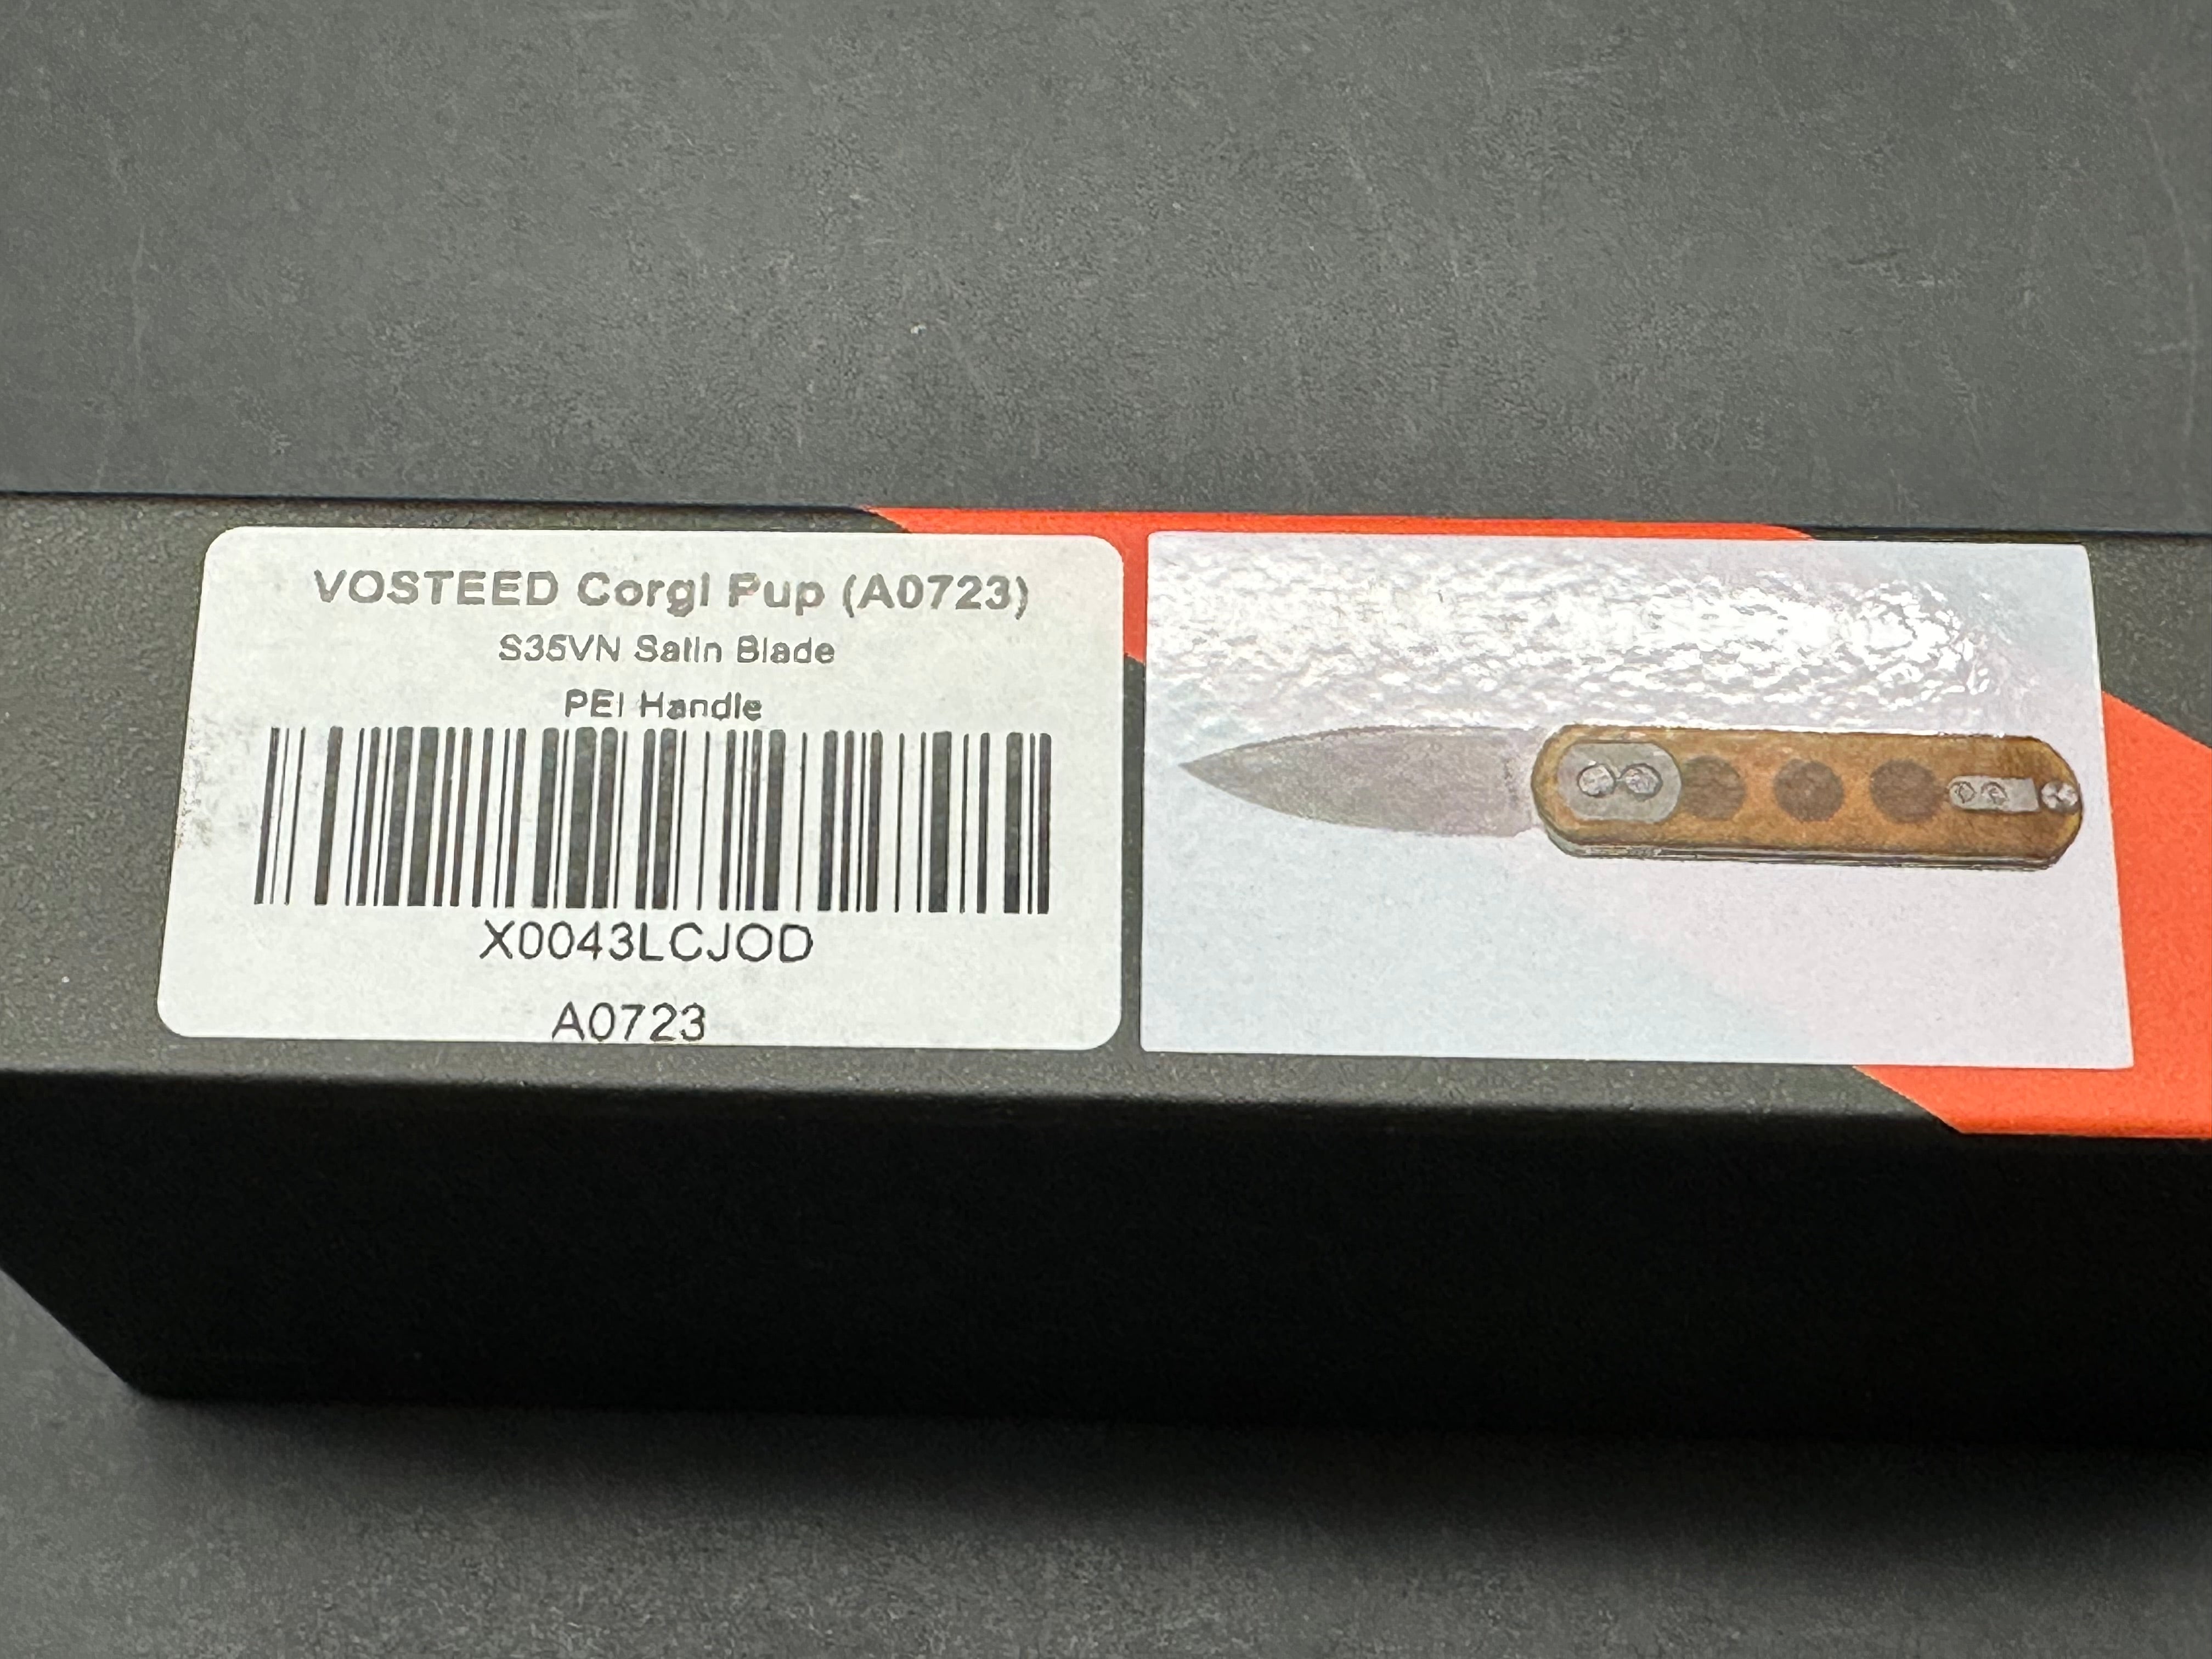 VOSTEED Corgi Pup (A0723)
S35VN Satin Blade
PEI Handle
X0043LCJOD
A0723